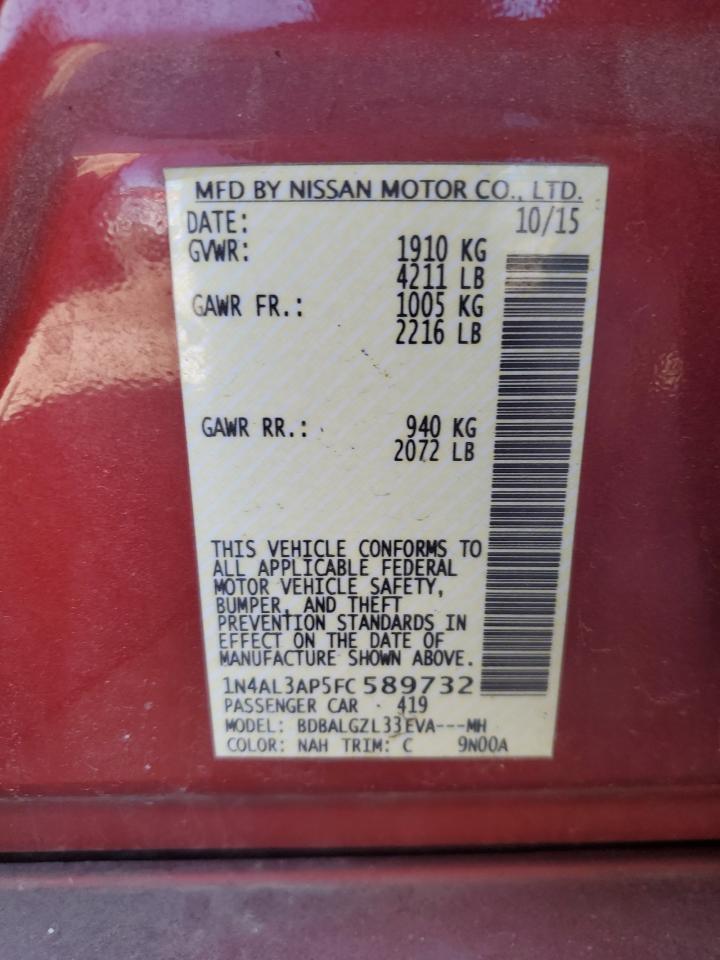 MFD BY NISSAN MOTOR CO., LTD.
DATE: 10/15
GVWR: 1910 KG
4211 LB
GAWR FR.: 1005 KG
2216 LB
GAWR RR.: 940 KG
2072 LB
THIS VEHICLE CONFORMS TO
ALL APPLICABLE FEDERAL
MOTOR VEHICLE SAFETY,
BUMPER, AND THEFT
PREVENTION STANDARDS IN
EFFECT ON THE DATE OF
MANUFACTURE SHOWN ABOVE.
1N4AL3AP5FC589732
PASSENGER CAR · 419
MODEL: BDBALGZL33EVA---MH
COLOR: NAH TRIM: C 9N00A